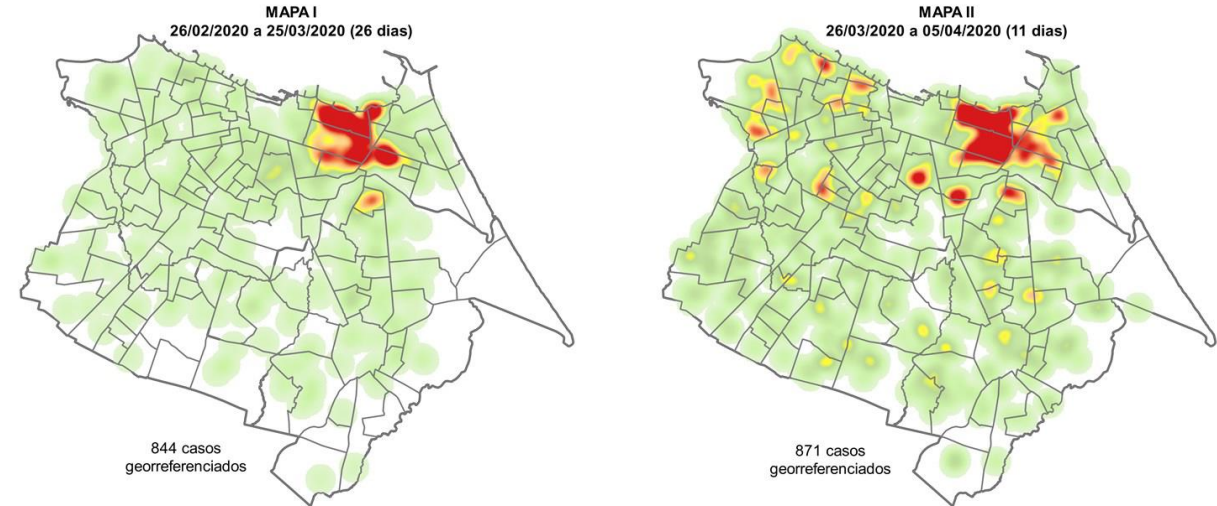 MAPA I
26/02/2020 a 25/03/2020 (26 dias)
844 casos
georreferenciados
MAPA II
26/03/2020 a 05/04/2020 (11 dias)
871 casos
georreferenciados